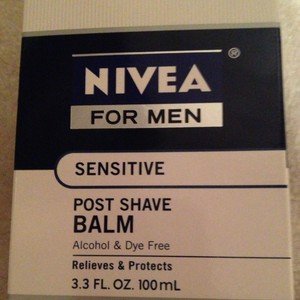 NIVEA®
FOR MEN
SENSITIVE
POST SHAVE
BALM
Alcohol & Dye Free
Relieves & Protects
3.3 FL. OZ. 100mL